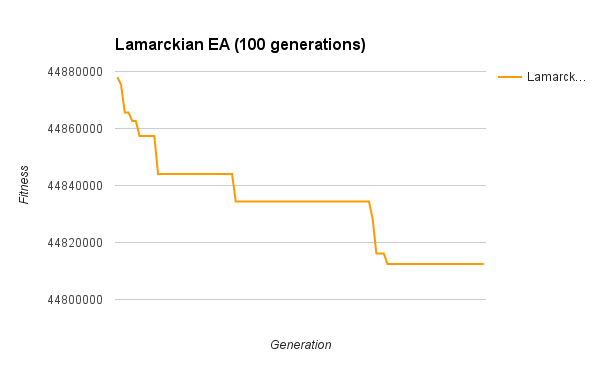 Lamarckian EA (100 generations)
44880000
Lamarck...
44860000
Fitness
44840000
44820000
44800000
Generation